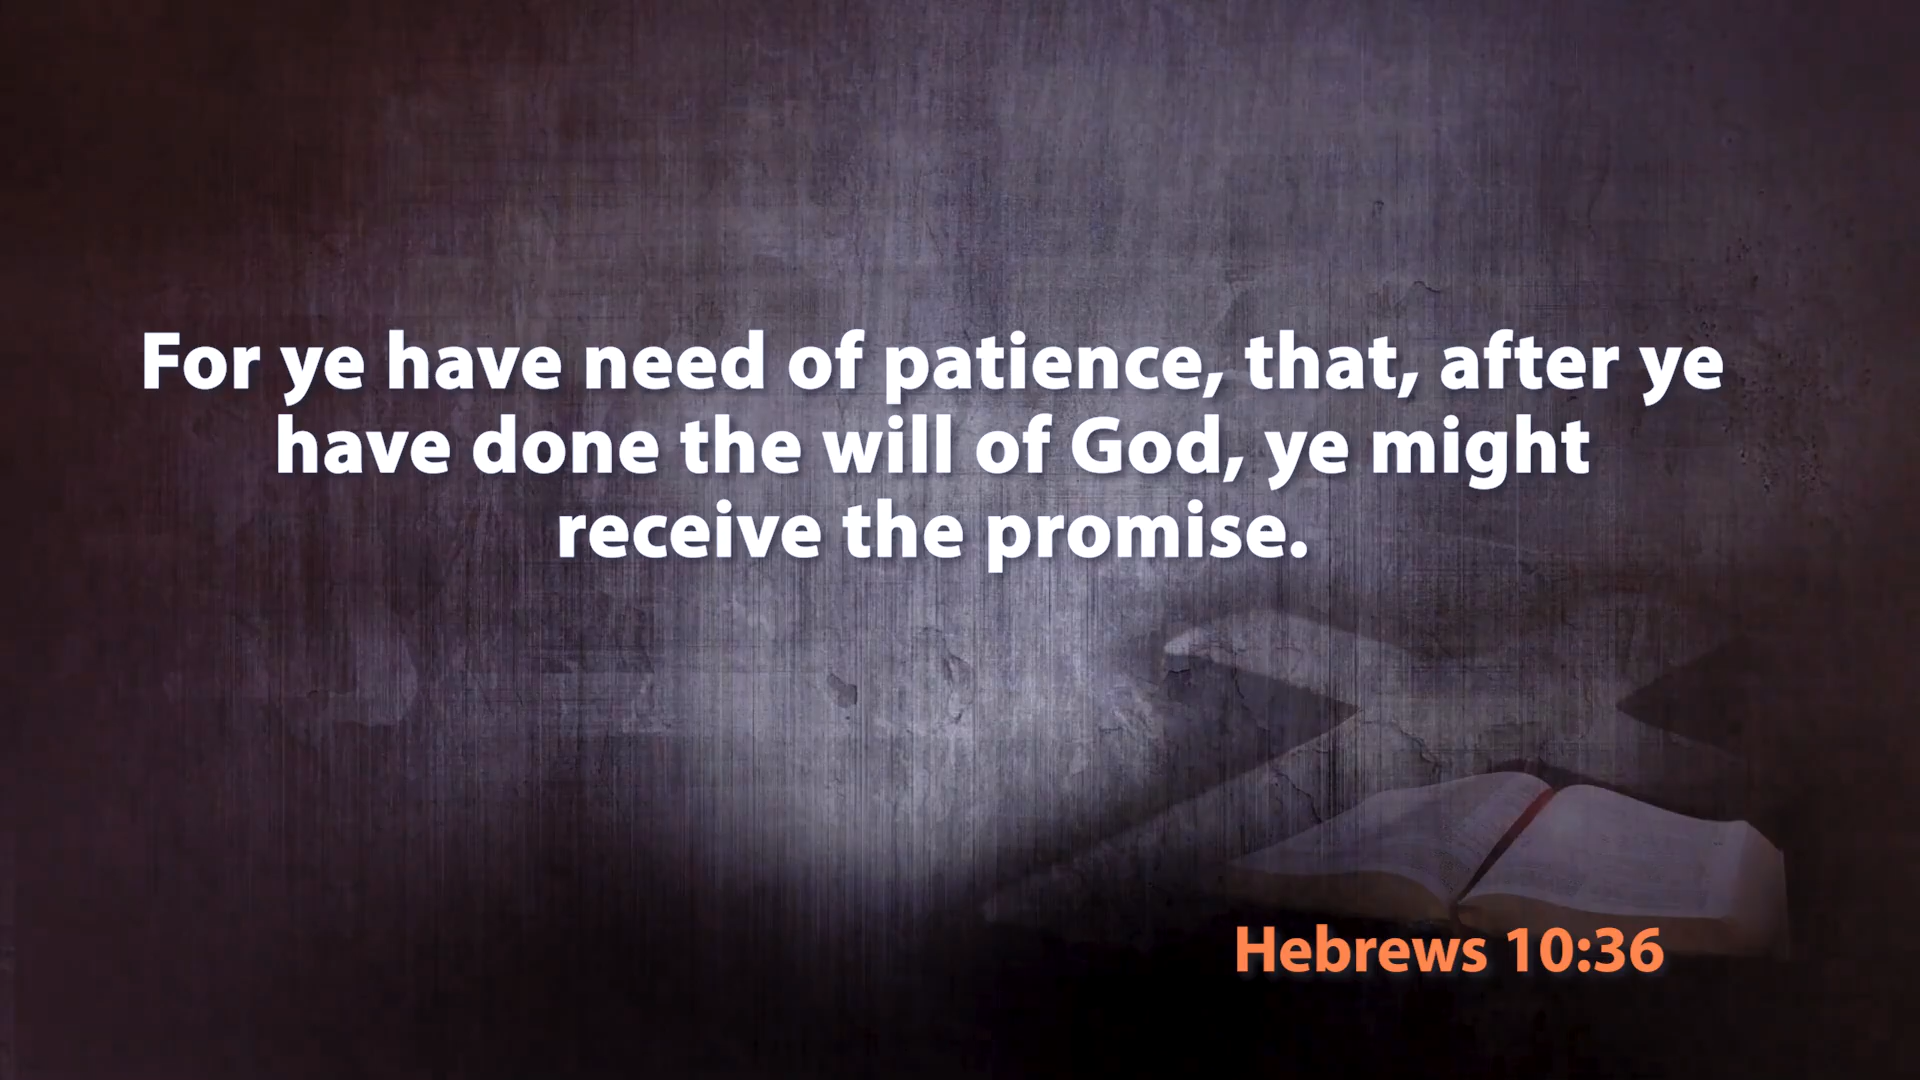 For ye have need of patience, that, after ye
have done the will of God, ye might
receive the promise.
Hebrews 10:36